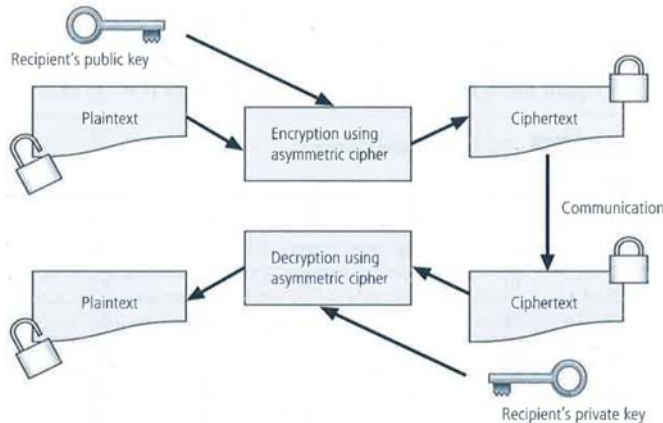 Recipient's public key
Plaintext
Encryption using
asymmetric cipher
Ciphertext
Communication
Plaintext
Decryption using
asymmetric cipher
Ciphertext
Recipient's private key